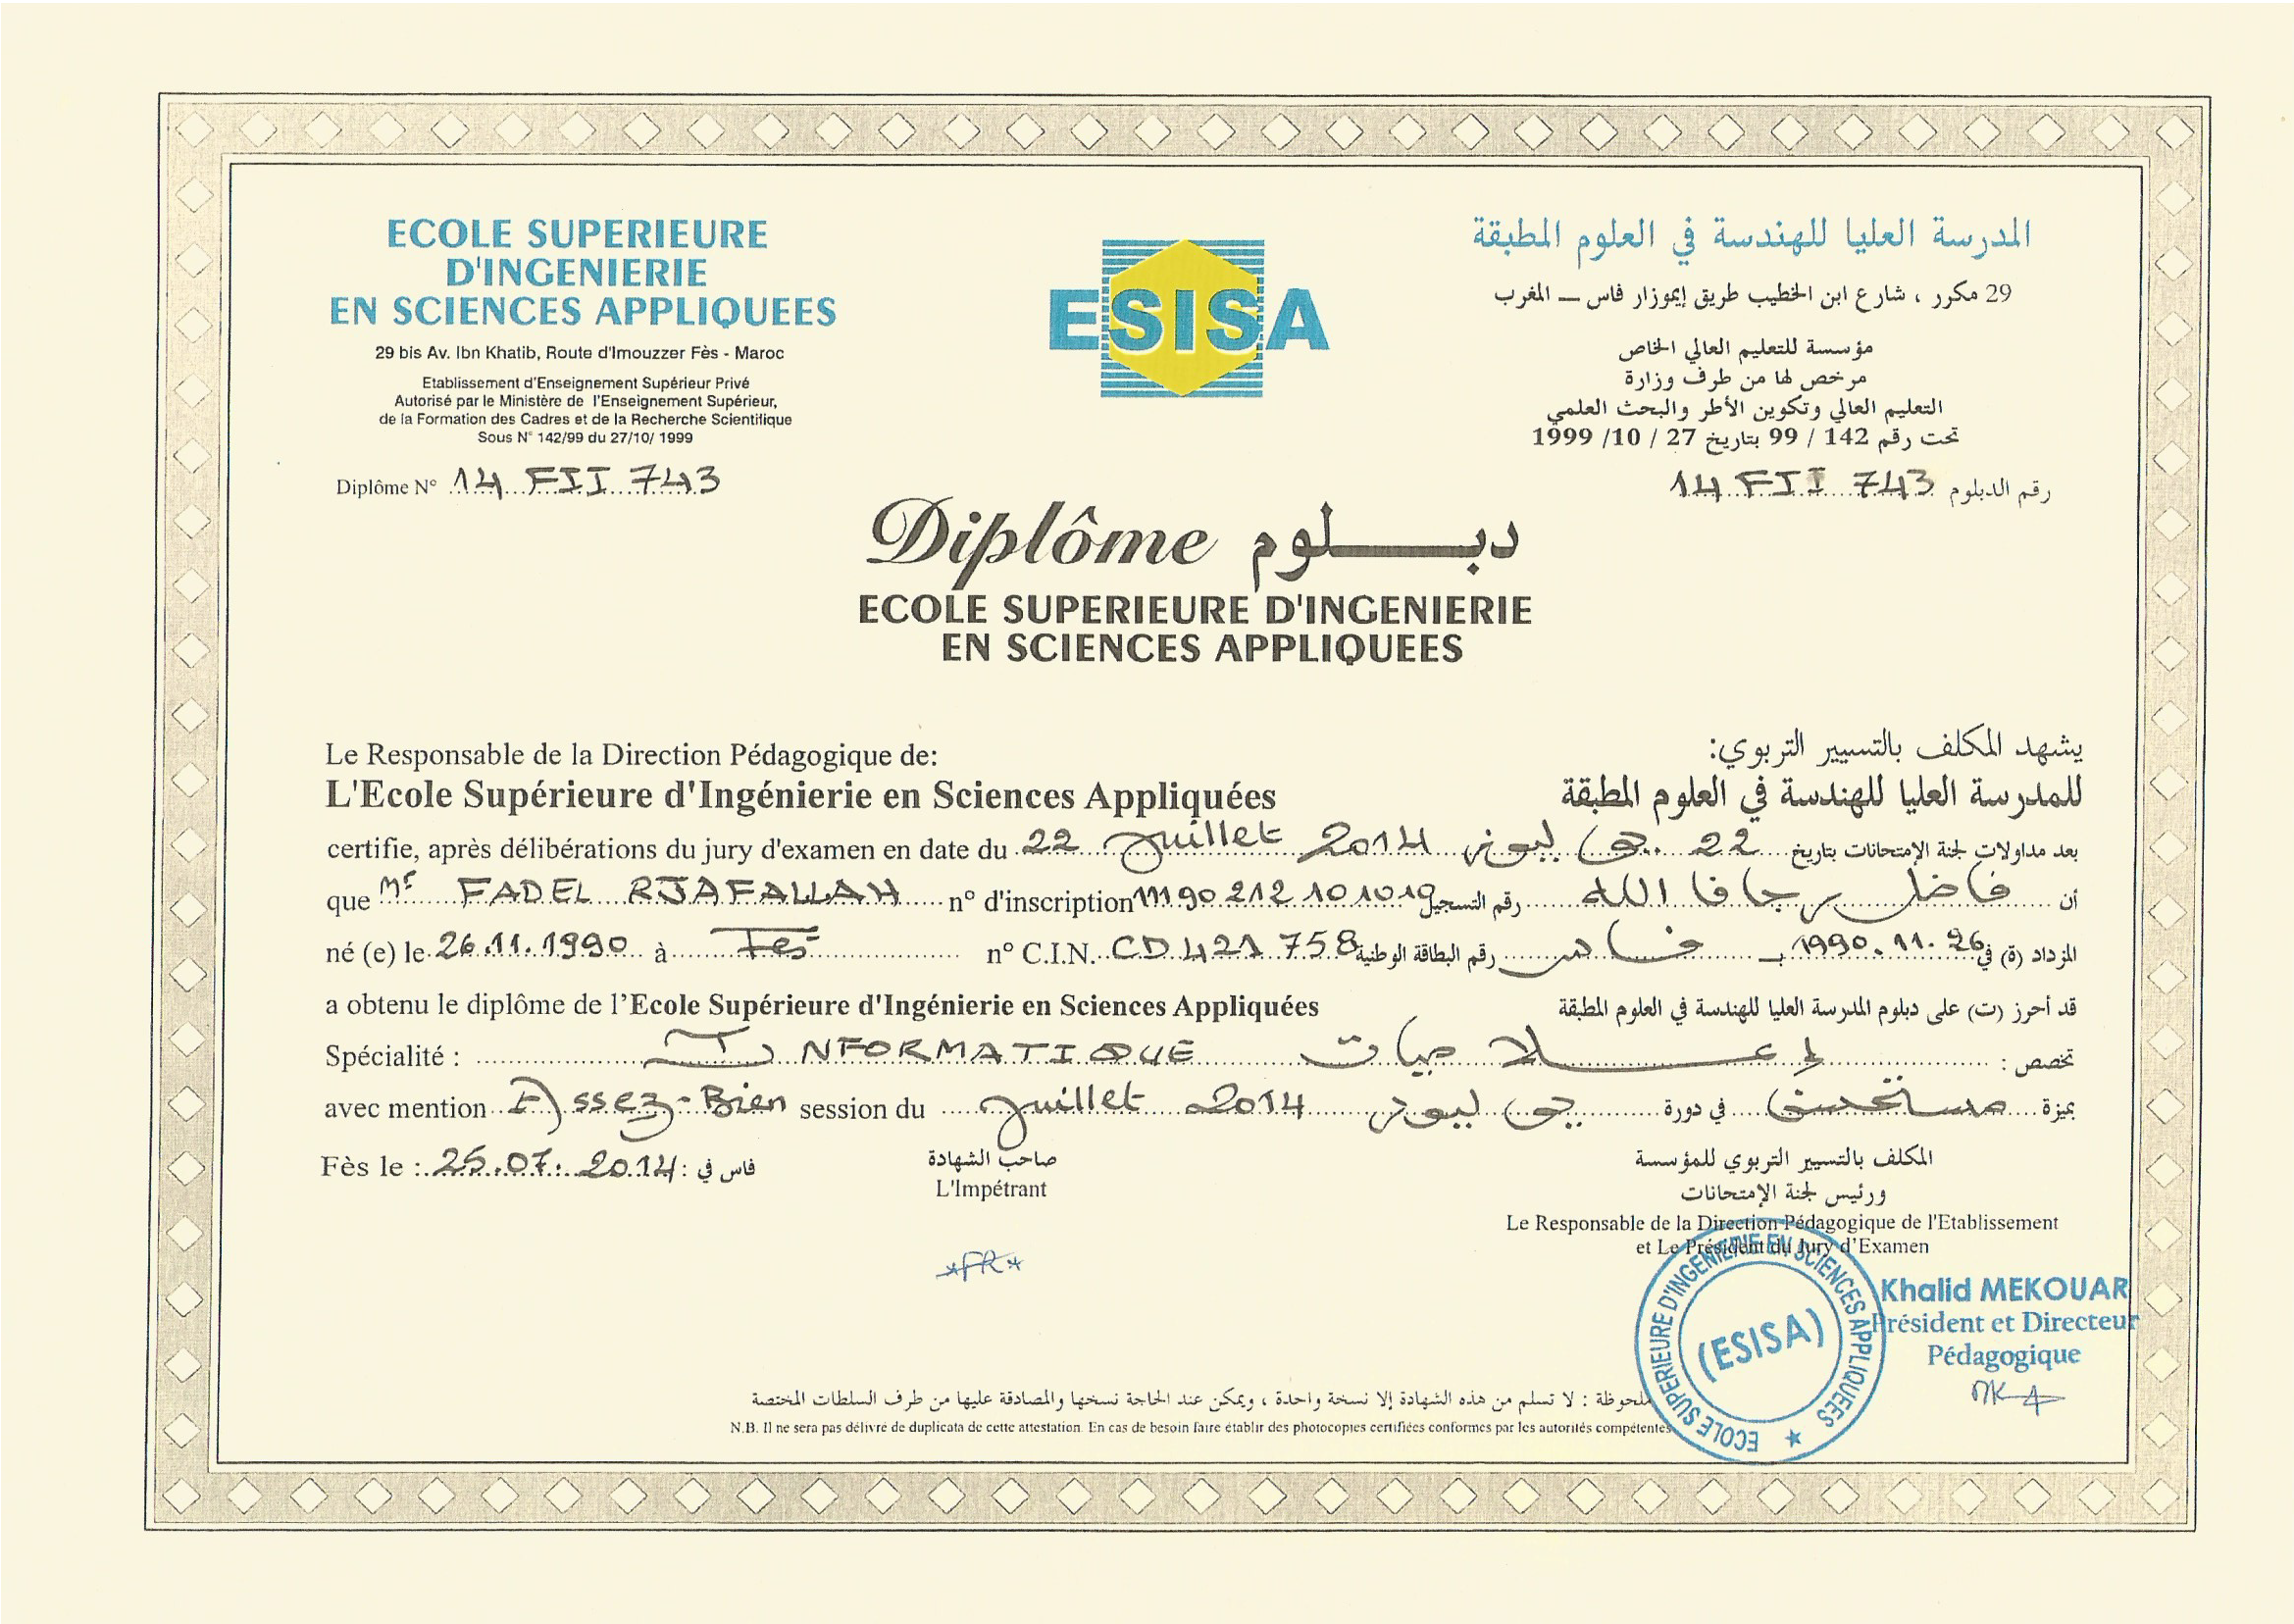 ECOLE SUPERIEURE
D'INGENIERIE
EN SCIENCES APPLIQUEES
29 bis Av. Ibn Khatib, Route d'Imouzzer Fès - Maroc
Etablissement d'Enseignement Supérieur Privé
Autorisé par le Ministère de l'Enseignement Supérieur,
de la Formation des Cadres et de la Recherche Scientifique
Sous N° 142/99 du 27/10/ 1999
Diplôme N° 14 FII 743
ESISA
المدرسة العليا للهندسة في العلوم المطبقة
29 مكرر ، شارع ابن الخطيب طريق إيموزار فاس – المغرب
مؤسسة للتعليم العالي الخاص
مرخص لها من طرف وزارة
التعليم العالي وتكوين الأطر والبحث العلمي
تحت رقم 142 / 99 بتاريخ 27 / 10/ 1999
رقم الدبلوم 14 FII 743
Diplôme دبلوم
ECOLE SUPERIEURE D'INGENIERIE
EN SCIENCES APPLIQUEES
Le Responsable de la Direction Pédagogique de:
يشهد المكلف بالتسيير التربوي:
L'Ecole Supérieure d'Ingénierie en Sciences Appliquées
للمدرسة العليا للهندسة في العلوم المطبقة
certifie, après délibérations du jury d'examen en date du 22 Juillet 2014
بعد مداولات لجنة الإمتحانات بتاريخ 22 يوليوز
que Mr FADEL RJAFALLAH n° d'inscription 1119021210 1019 رقم التسجيل
أن فاضل رجافا الله
né (e) le 26.11.1990 à Fes n° C.I.N. CD 421 758 رقم البطاقة الوطنية
المزداد (ة) في 26 .11 .1990 بـ فاس
a obtenu le diplôme de l'Ecole Supérieure d'Ingénierie en Sciences Appliquées
قد أحرز (ت) على دبلوم المدرسة العليا للهندسة في العلوم المطبقة
Spécialité : INFORMATIQUE
تخصص : إعلاميات
avec mention Assez-Bien session du Juillet 2014
بميزة مستحسن في دورة يوليوز
Fès le : 25.07.2014 : فاس في
صاحب الشهادة
L'Impétrant
*FR*
المكلف بالتسيير التربوي للمؤسسة
ورئيس لجنة الإمتحانات
Le Responsable de la Direction Pédagogique de l'Etablissement
et Le Président du Jury d'Examen
ECOLE SUPERIEURE D'INGENIERIE EN SCIENCES APPLIQUEES
(ESISA)
Khalid MEKOUAR
Président et Directeur
Pédagogique
ملحوظة : لا تسلم من هذه الشهادة إلا نسخة واحدة ، ويمكن عند الحاجة نسخها والمصادقة عليها من طرف السلطات المختصة
N.B. Il ne sera pas délivré de duplicata de cette attestation. En cas de besoin faire établir des photocopies certifiées conformes par les autorités compétentes